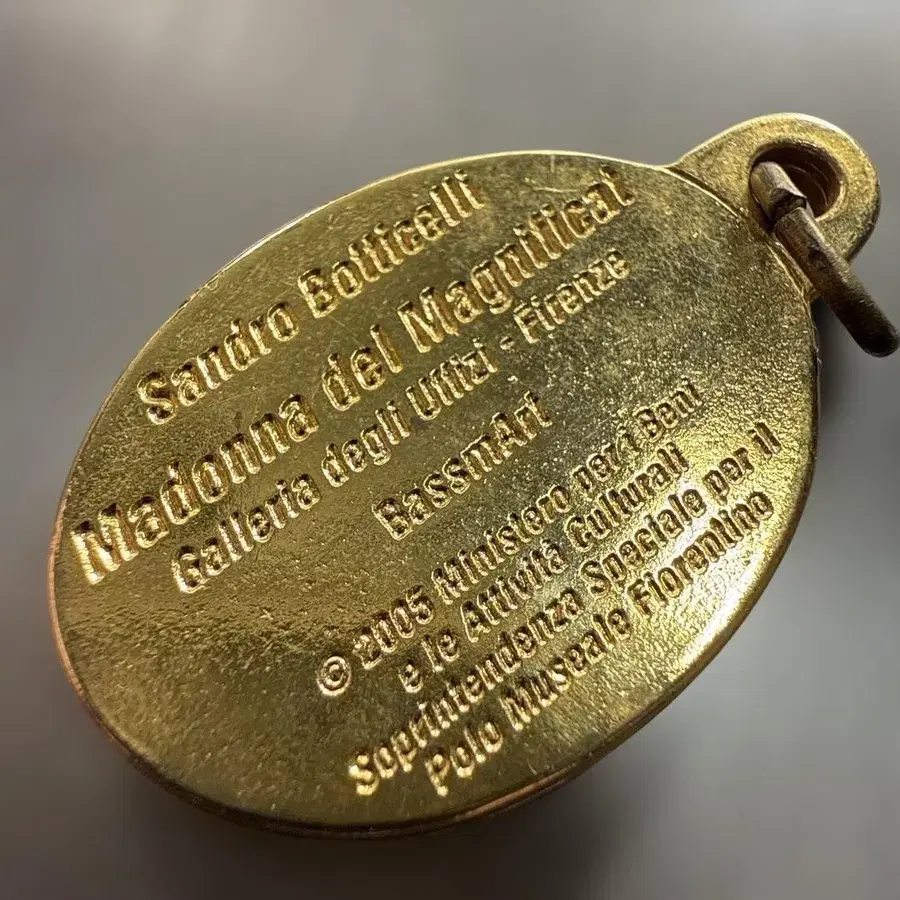 Sandro Botticelli
Madonna del Magnificat
Galleria degli Uffizi - Firenze
BassmArt
© 2005 Ministero per i Beni
e le Attività Culturali
Soprintendenza Speciale per il
Polo Museale Fiorentino